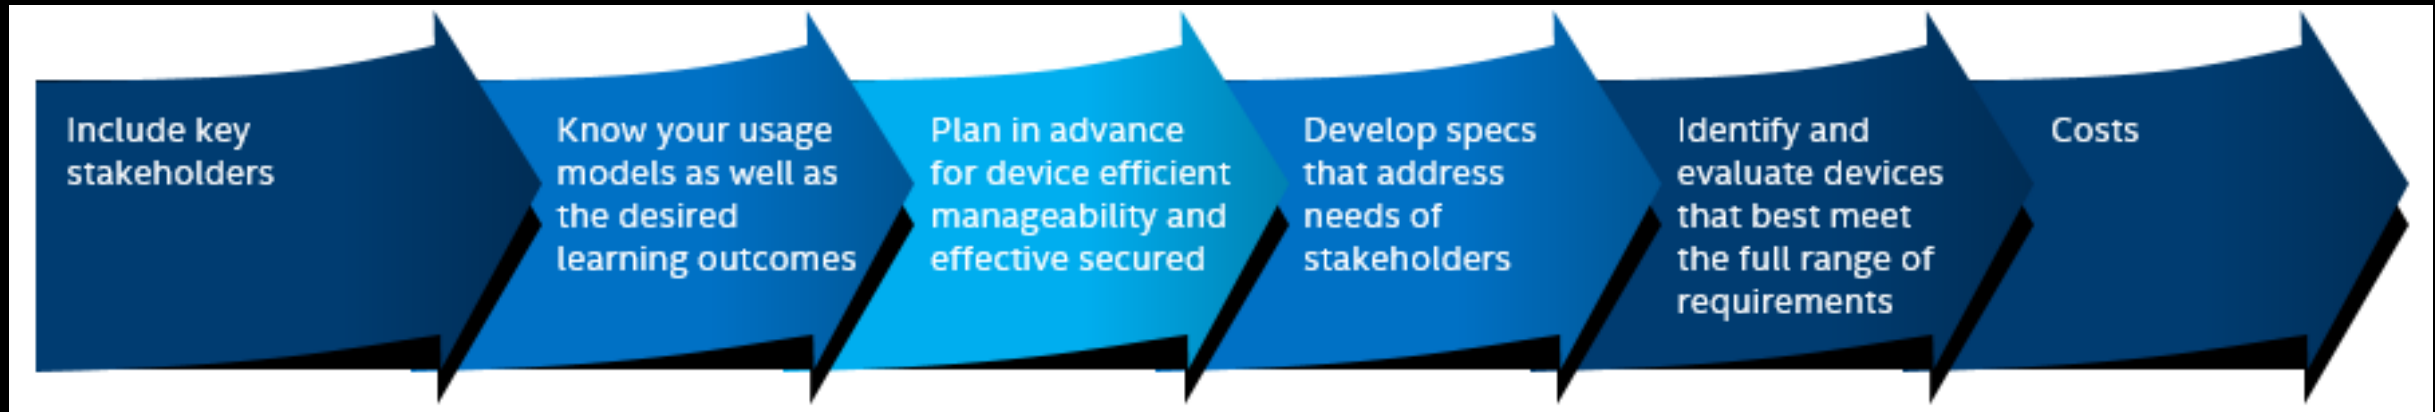 Include key
stakeholders
Know your usage
models as well as
the desired
learning outcomes
Plan in advance
for device efficient
manageability and
effective secured
Develop specs
that address
needs of
stakeholders
Identify and
evaluate devices
that best meet
the full range of
requirements
Costs